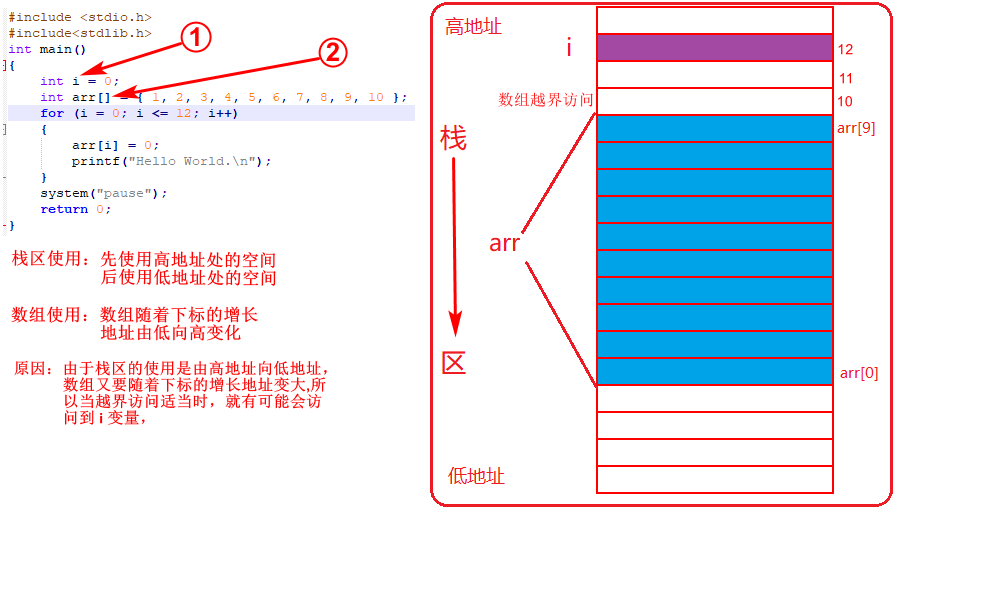 #include <stdio.h>
#include<stdlib.h>
int main()
{
int i = 0;
int arr[] = { 1, 2, 3, 4, 5, 6, 7, 8, 9, 10 };
for (i = 0; i <= 12; i++)
{
arr[i] = 0;
printf("Hello World.\n");
}
system("pause");
return 0;
}
①
②
栈区使用：先使用高地址处的空间
后使用低地址处的空间
数组使用：数组随着下标的增长
地址由低向高变化
原因：由于栈区的使用是由高地址向低地址，
数组又要随着下标的增长地址变大,所
以当越界访问适当时，就有可能会访
问到 i 变量，
高地址
i
12
11
数组越界访问
10
arr[9]
栈
arr
区
arr[0]
低地址